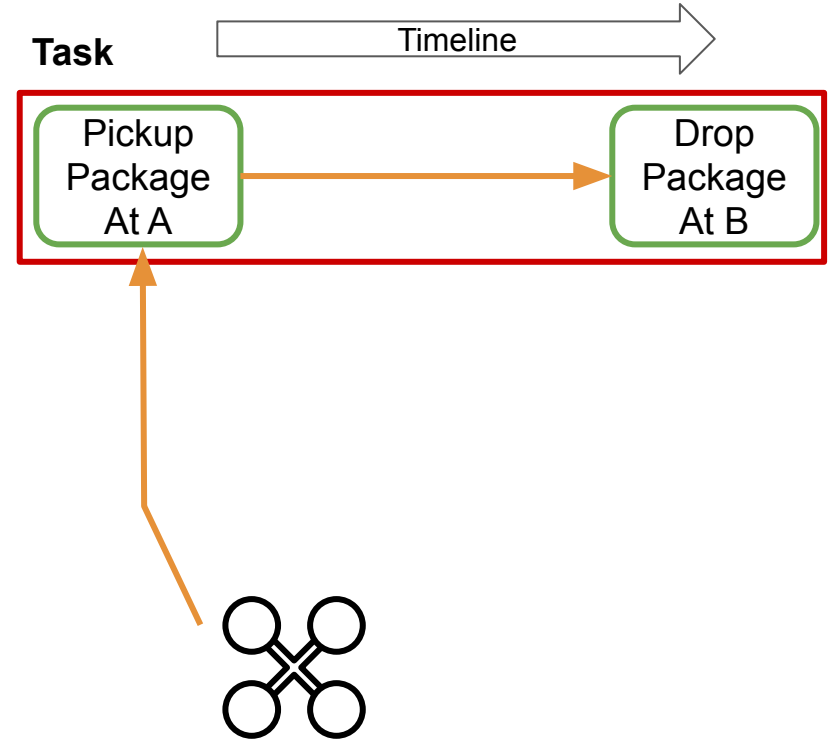 Timeline
Task
Pickup
Package
At A
Drop
Package
At B